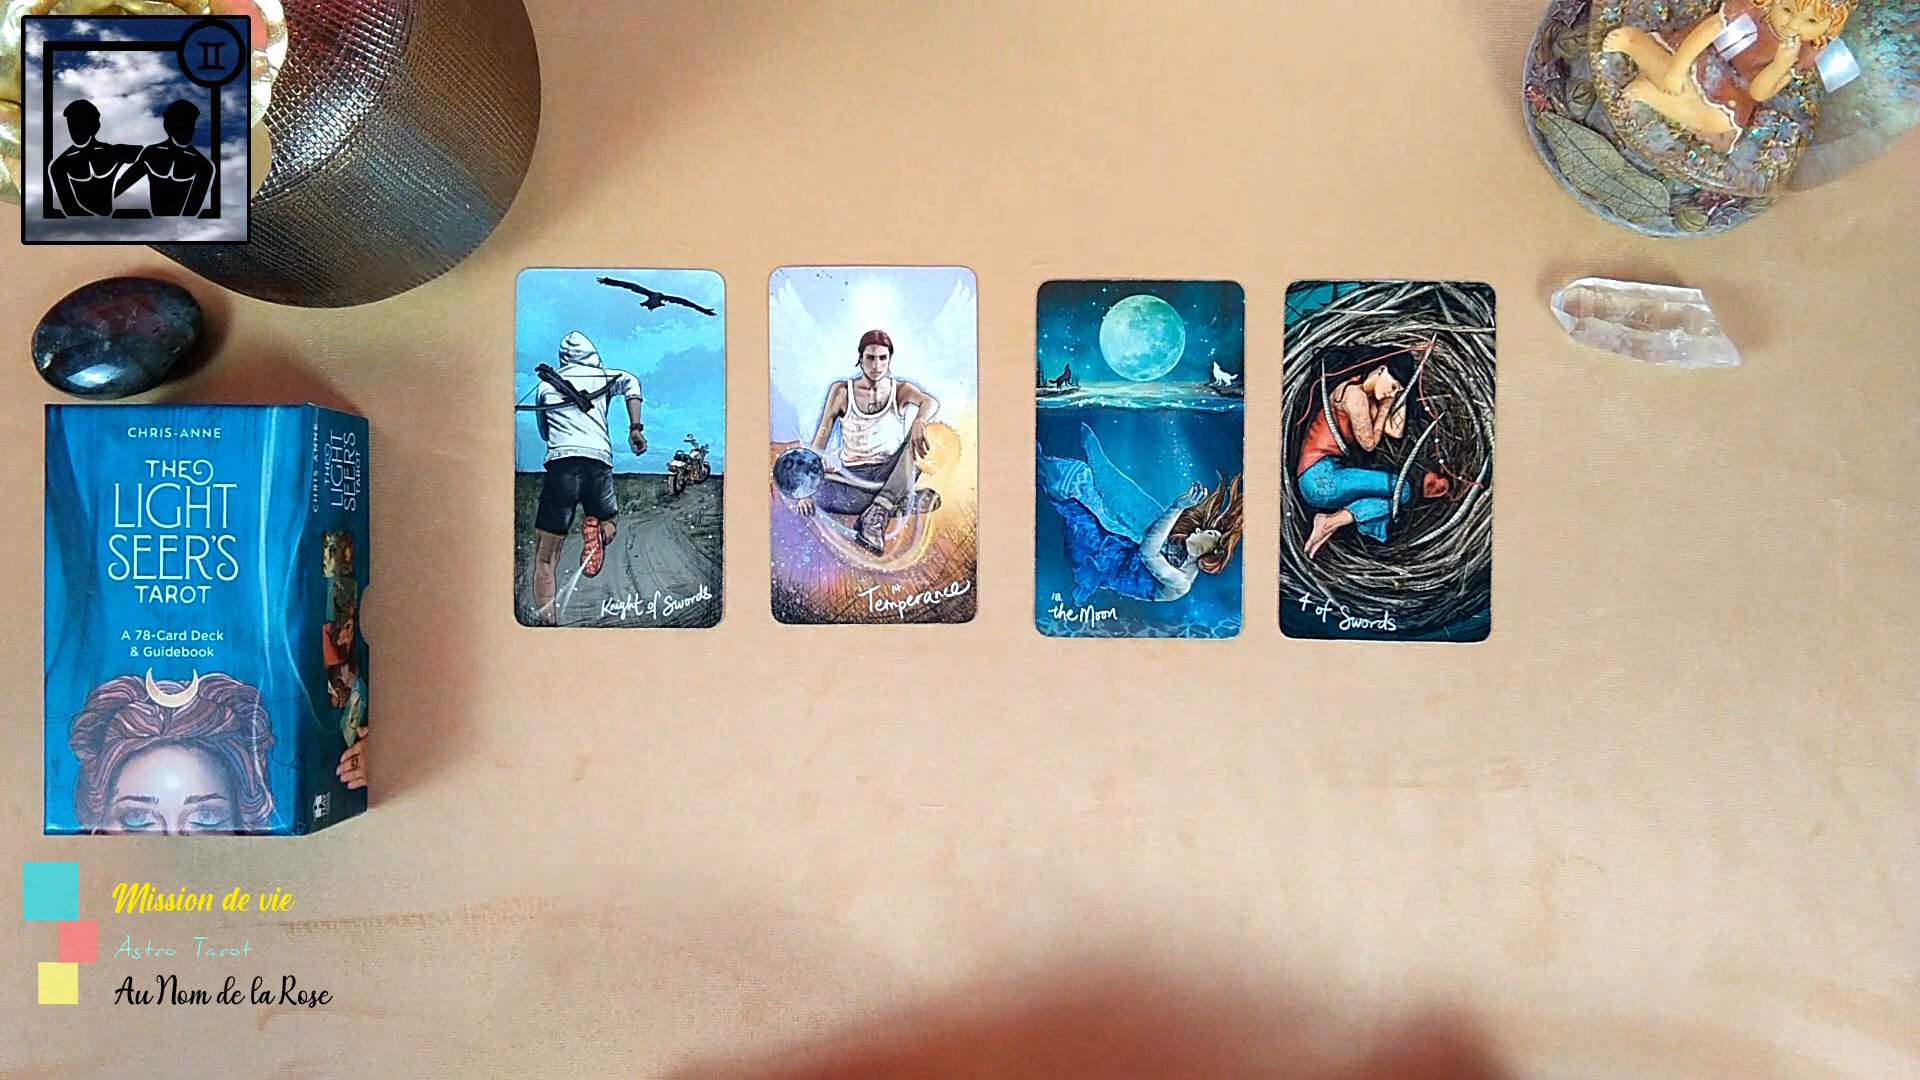 CHRIS-ANNE
THE
LIGHT
SEER'S
TAROT
A 78-Card Deck
& Guidebook
CHRIS-ANNE
THE
LIGHT
SEER'S
TAROT
Knight of Swords
14
Temperance
18.
the Moon
4 of Swords
Mission de vie
Astro Tarot
Au Nom de la Rose